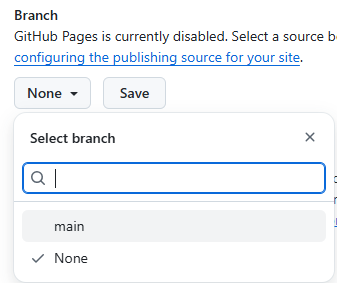 Branch
GitHub Pages is currently disabled. Select a source
configuring the publishing source for your site.
None
Save
Select branch
main
None